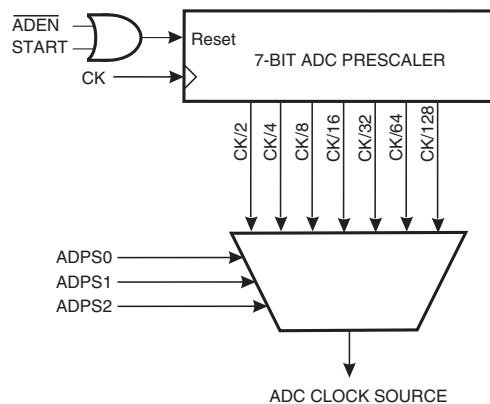 ADEN
START
Reset
CK
7-BIT ADC PRESCALER
CK/2
CK/4
CK/8
CK/16
CK/32
CK/64
CK/128
ADPS0
ADPS1
ADPS2
ADC CLOCK SOURCE